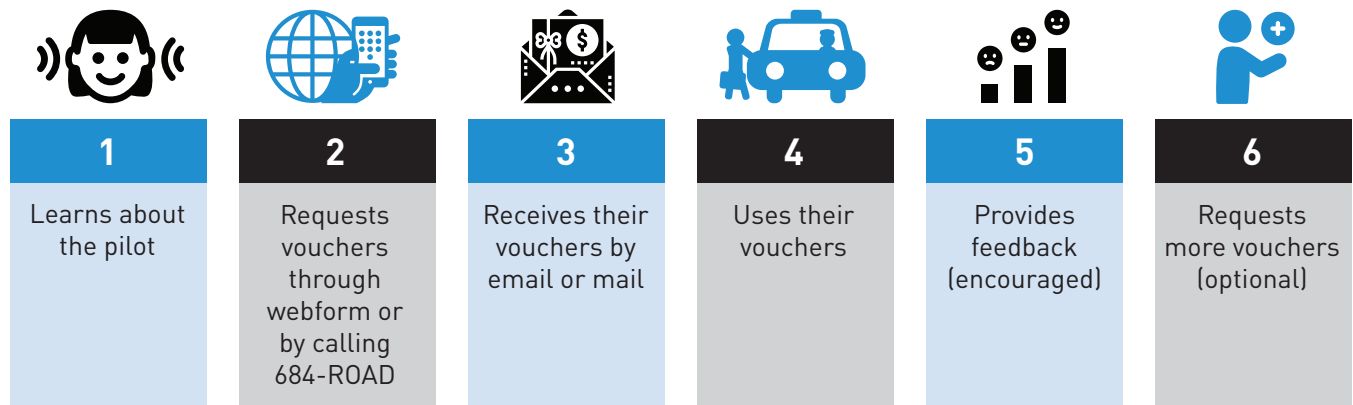 $
1
Learns about
the pilot
2
Requests
vouchers
through
webform or
by calling
684-ROAD
3
Receives their
vouchers by
email or mail
4
Uses their
vouchers
5
Provides
feedback
(encouraged)
6
Requests
more vouchers
(optional)